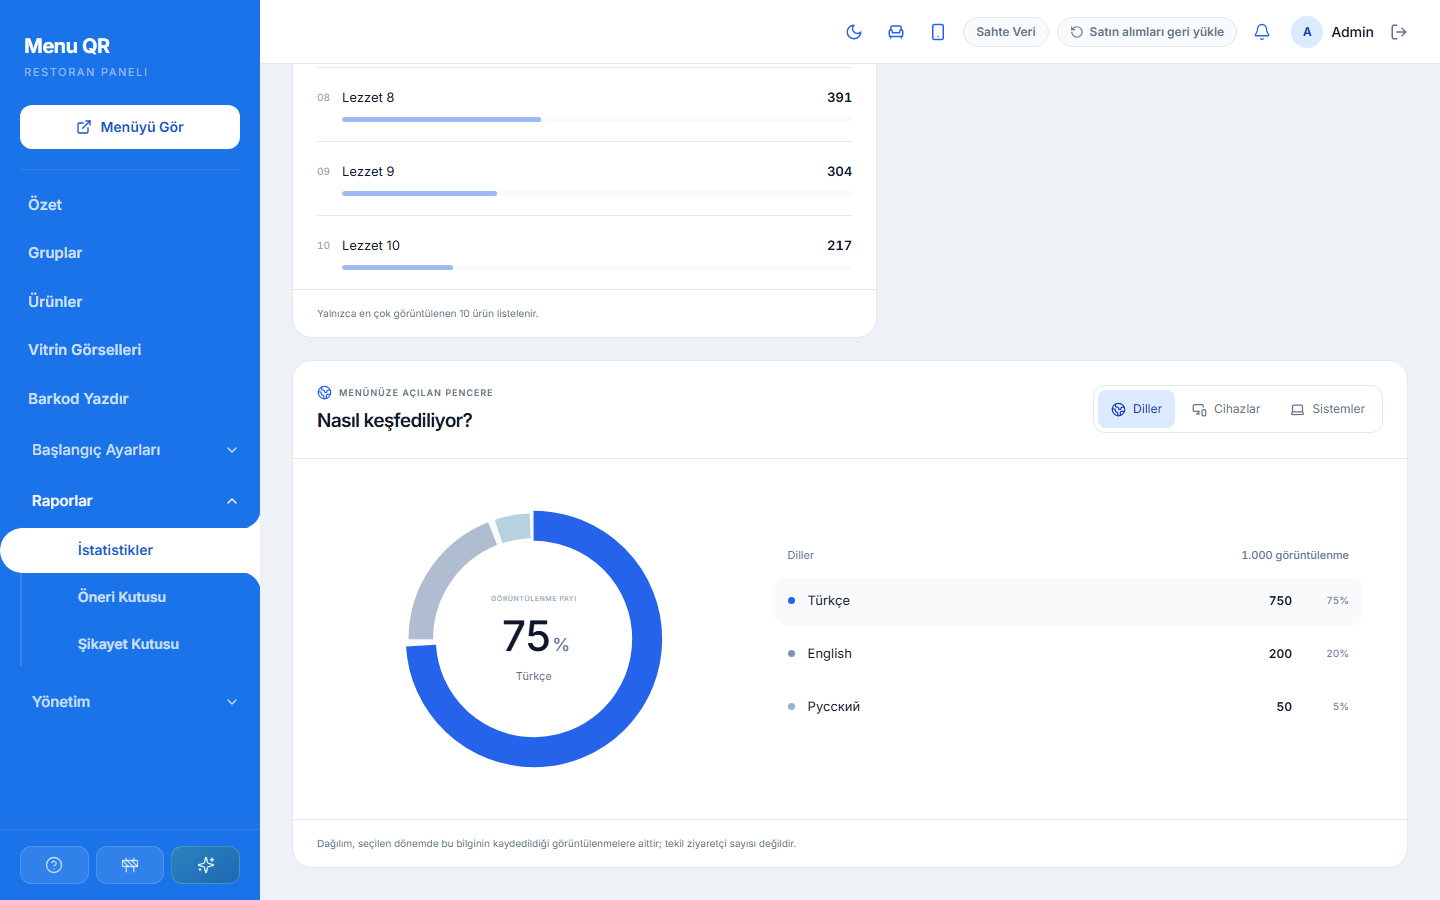 Menu QR
RESTORAN PANELİ
Menüyü Gör
Özet
Gruplar
Ürünler
Vitrin Görselleri
Barkod Yazdır
Başlangıç Ayarları
Raporlar
İstatistikler
Öneri Kutusu
Şikayet Kutusu
Yönetim
Sahte Veri
Satın alımları geri yükle
A
Admin
08 Lezzet 8 391
09 Lezzet 9 304
10 Lezzet 10 217
Yalnızca en çok görüntülenen 10 ürün listelenir.
MENÜNÜZE AÇILAN PENCERE
Nasıl keşfediliyor?
Diller
Cihazlar
Sistemler
GÖRÜNTÜLENME PAYI
75%
Türkçe
Diller 1.000 görüntülenme
Türkçe 750 75%
English 200 20%
Русский 50 5%
Dağılım, seçilen dönemde bu bilginin kaydedildiği görüntülenmelere aittir; tekil ziyaretçi sayısı değildir.